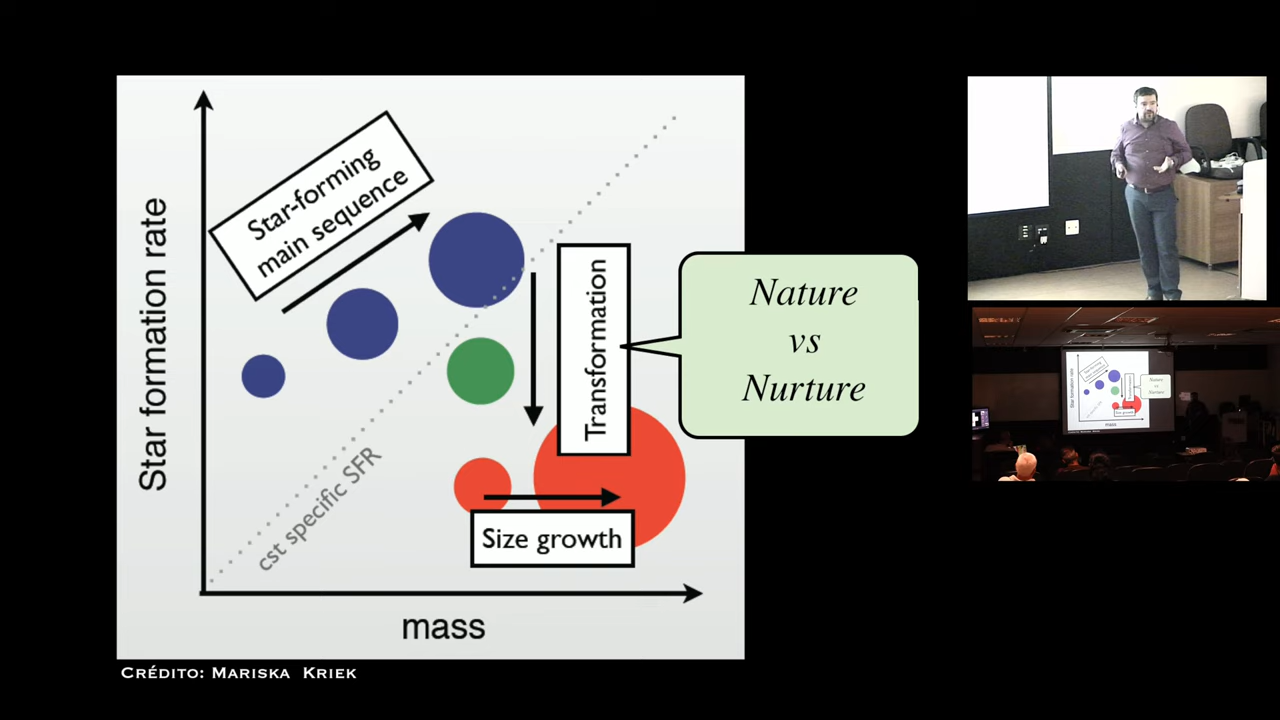 Star-forming
main sequence
Star formation rate
Transformation
Nature
vs
Nurture
cst specific SFR
Size growth
mass
CRÉDITO: MARISKA KRIEK